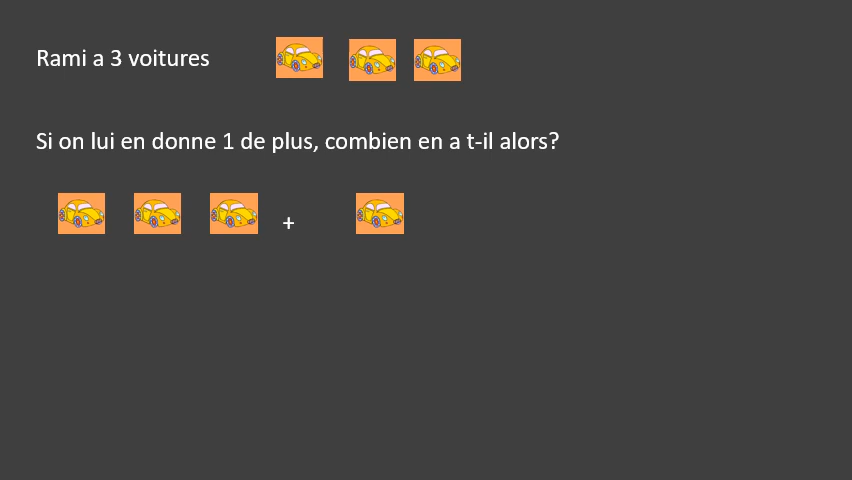 Rami a 3 voitures
Si on lui en donne 1 de plus, combien en a t-il alors?
+